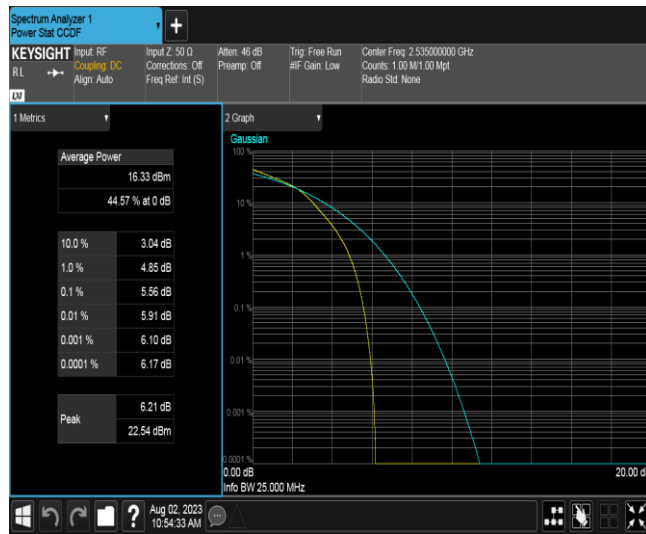 Spectrum Analyzer 1
Power Stat CCDF
+
KEYSIGHT
RL
LXI
Input: RF
Coupling: DC
Align: Auto
Input Z: 50 Ω
Corrections: Off
Freq Ref: Int (S)
Atten: 46 dB
Preamp: Off
Trig: Free Run
#IF Gain: Low
Center Freq: 2.535000000 GHz
Counts: 1.00 M/1.00 Mpt
Radio Std: None
1 Metrics
Average Power
16.33 dBm
44.57 % at 0 dB
10.0 % 3.04 dB
1.0 % 4.85 dB
0.1 % 5.56 dB
0.01 % 5.91 dB
0.001 % 6.10 dB
0.0001 % 6.17 dB
Peak
6.21 dB
22.54 dBm
2 Graph
Gaussian
100 %
10 %
1 %
0.1 %
0.01 %
0.001 %
0.0001 %
0.00 dB
20.00 d
Info BW 25.000 MHz
?
Aug 02, 2023
10:54:33 AM